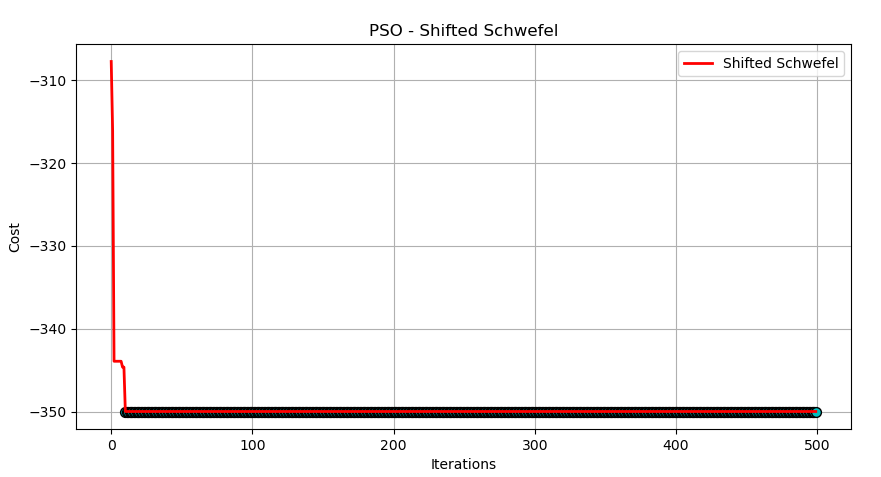 PSO - Shifted Schwefel
Shifted Schwefel
Cost
−310
−320
−330
−340
−350
0 100 200 300 400 500
Iterations